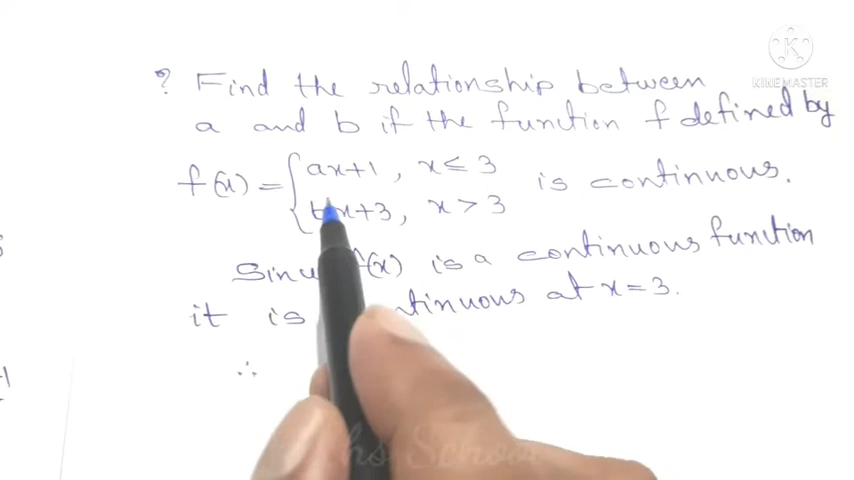 KINEMASTER
? Find the relationship between
a and b if the function f defined by
f(x) = { ax+1 , x ≤ 3
bx+3 , x > 3
is continuous.
f(x) is a continuous function
it is continuous at x = 3.
∴